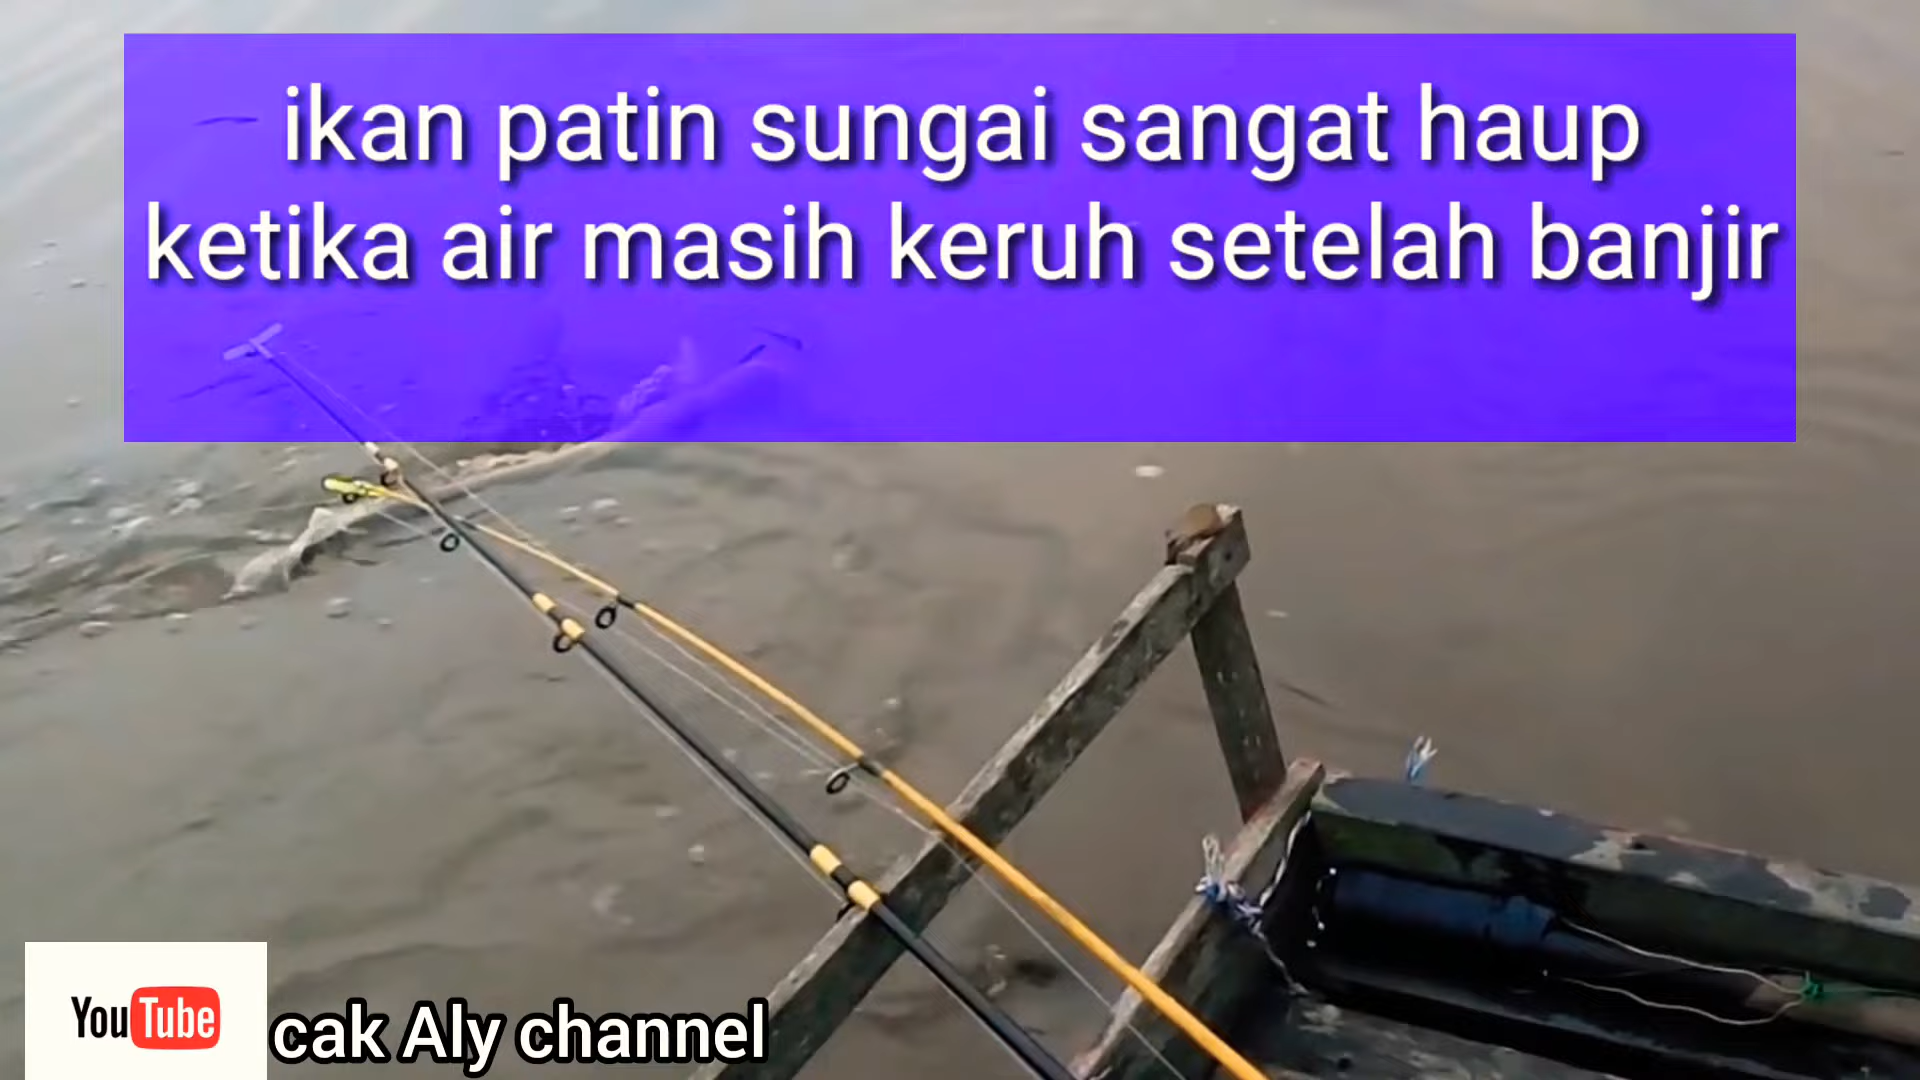 ikan patin sungai sangat haup
ketika air masih keruh setelah banjir
YouTube
cak Aly channel